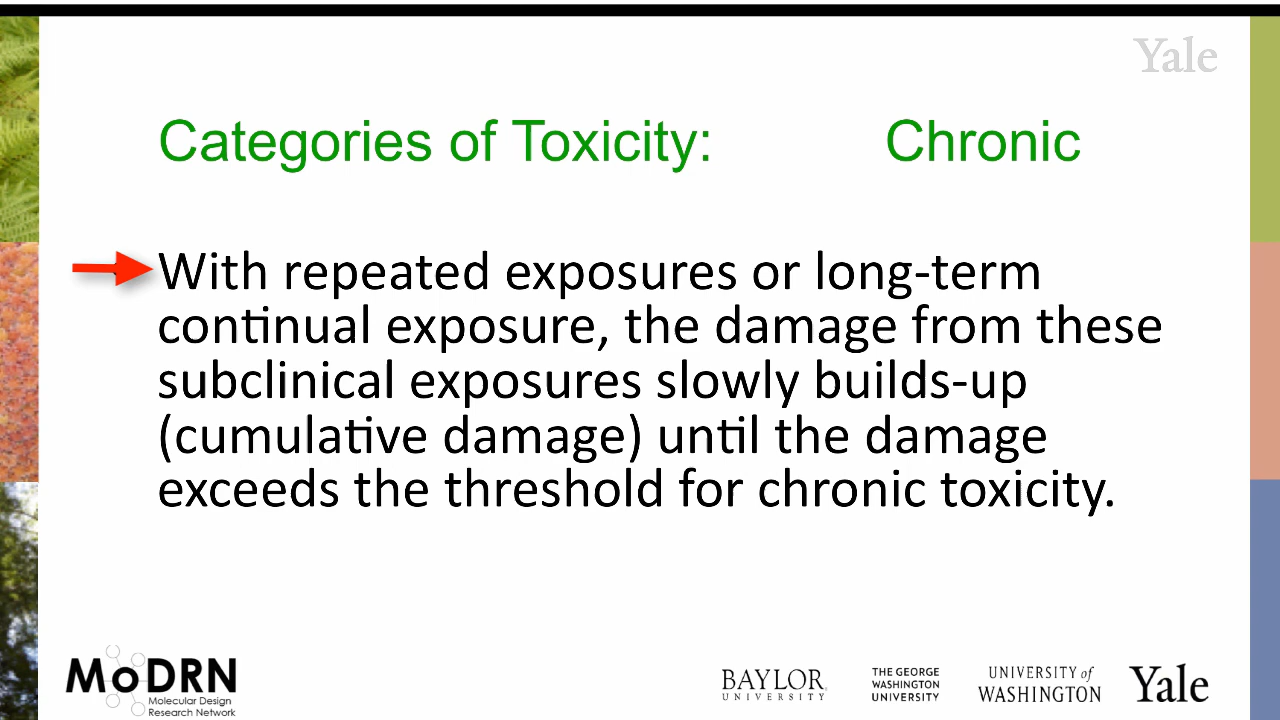 Yale
Categories of Toxicity: Chronic
With repeated exposures or long-term
continual exposure, the damage from these
subclinical exposures slowly builds-up
(cumulative damage) until the damage
exceeds the threshold for chronic toxicity.
MoDRN
Molecular Design
Research Network
BAYLOR
UNIVERSITY
THE GEORGE
WASHINGTON
UNIVERSITY
UNIVERSITY of
WASHINGTON
Yale